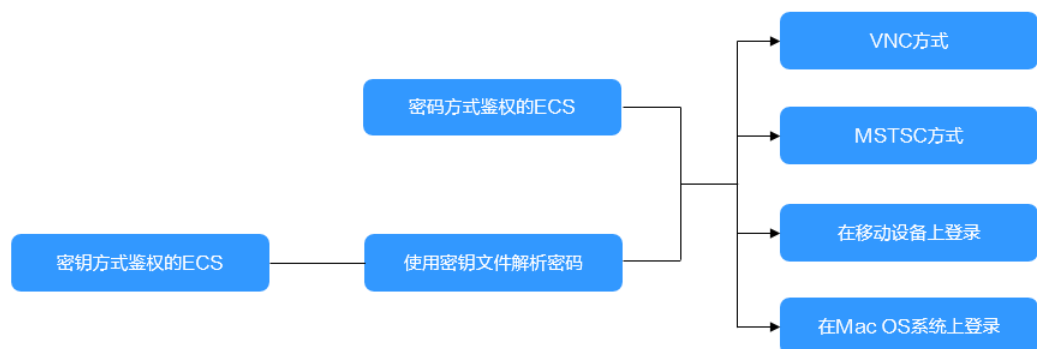 VNC方式
密码方式鉴权的ECS
MSTSC方式
在移动设备上登录
密钥方式鉴权的ECS
使用密钥文件解析密码
在Mac OS系统上登录